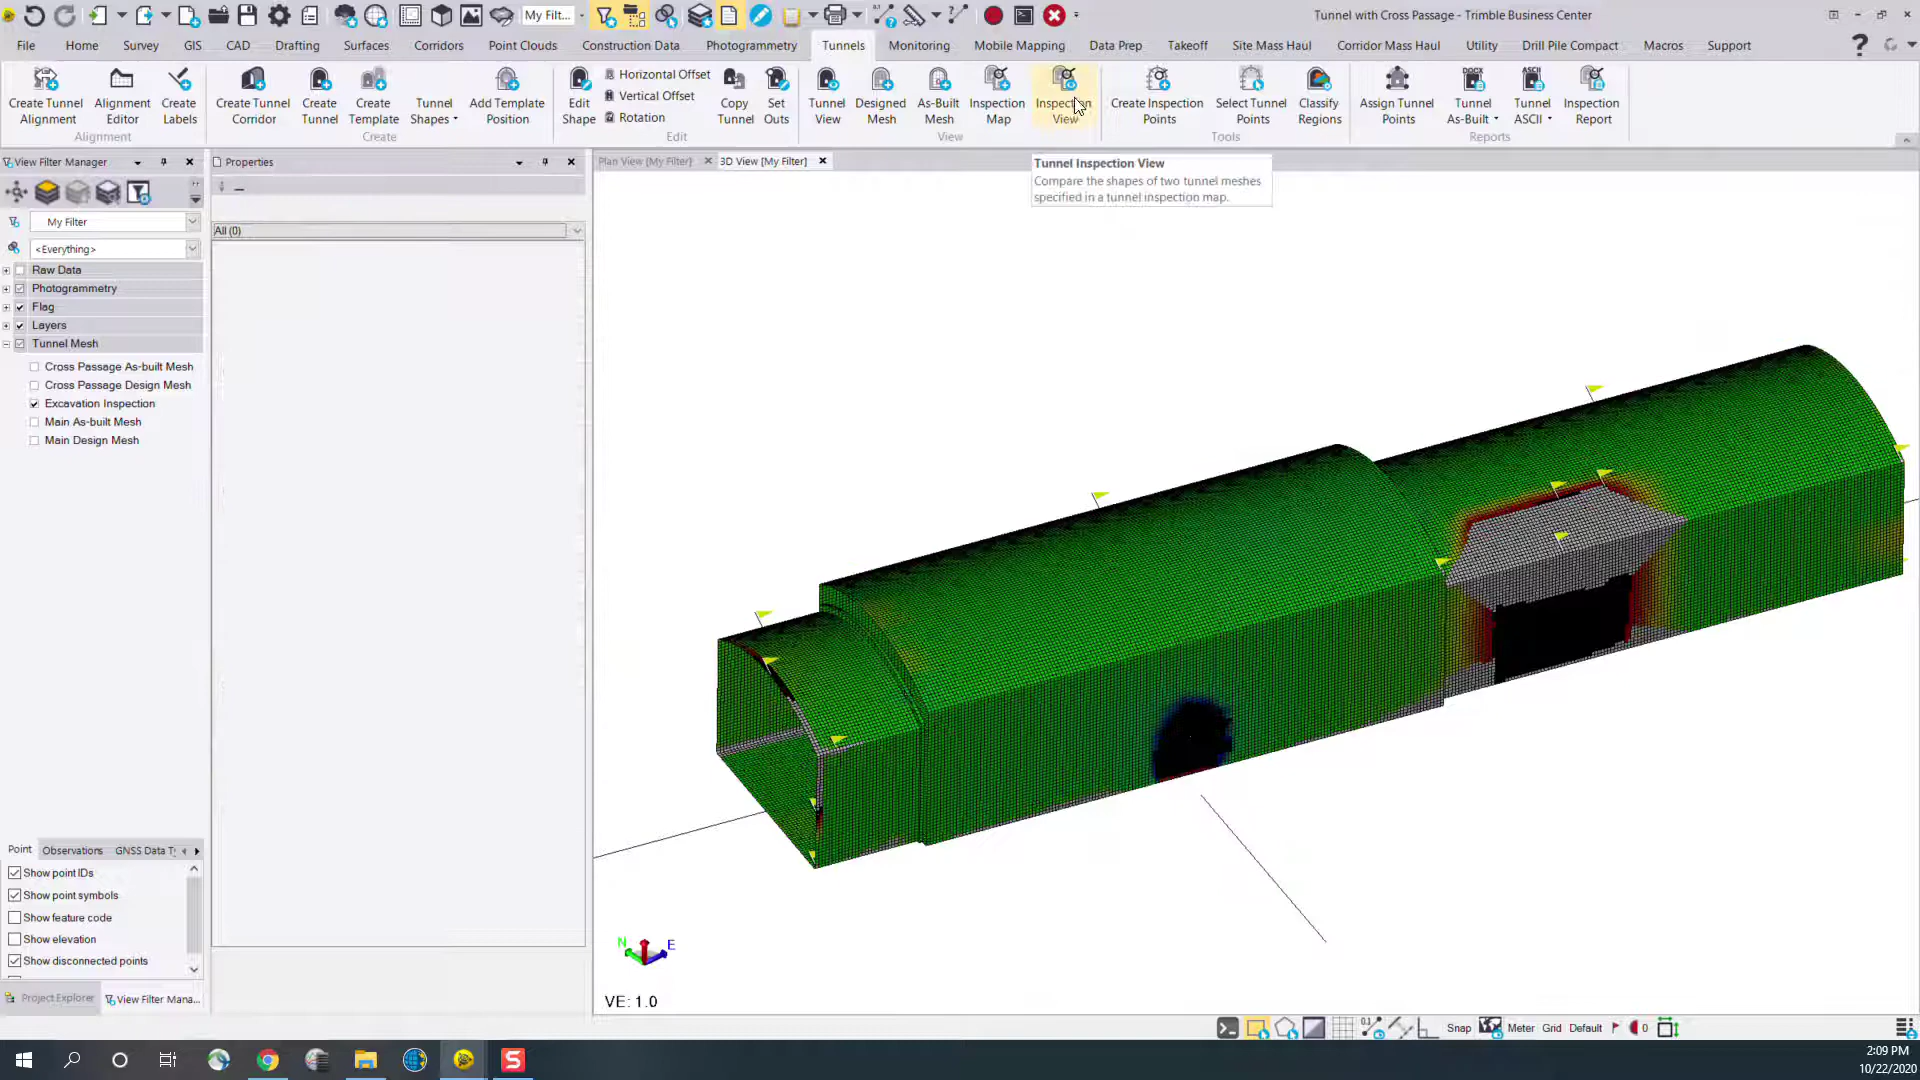 My Filt...
Tunnel with Cross Passage - Trimble Business Center
File Home Survey GIS CAD Drafting Surfaces Corridors Point Clouds Construction Data Photogrammetry Tunnels Monitoring Mobile Mapping Data Prep Takeoff Site Mass Haul Corridor Mass Haul Utility Drill Pile Compact Macros Support
Create Tunnel Alignment
Alignment Editor
Create Labels
Alignment
Create Tunnel Corridor
Create Tunnel
Create Template
Tunnel Shapes
Add Template Position
Create
Edit Shape
Horizontal Offset
Vertical Offset
Rotation
Copy Tunnel
Set Outs
Edit
Tunnel View
Designed Mesh
As-Built Mesh
Inspection Map
Inspection View
View
Create Inspection Points
Select Tunnel Points
Classify Regions
Tools
Assign Tunnel Points
DOCX
Tunnel As-Built
ASCII
Tunnel ASCII
Inspection Report
Reports
View Filter Manager
Properties
Plan View [My Filter]
3D View [My Filter]
Tunnel Inspection View
Compare the shapes of two tunnel meshes
specified in a tunnel inspection map.
My Filter
All (0)
<Everything>
Raw Data
Photogrammetry
Flag
Layers
Tunnel Mesh
Cross Passage As-built Mesh
Cross Passage Design Mesh
Excavation Inspection
Main As-built Mesh
Main Design Mesh
Point Observations GNSS Data T
Show point IDs
Show point symbols
Show feature code
Show elevation
Show disconnected points
Project Explorer
View Filter Mana...
N E
VE: 1.0
0.1
Snap Meter Grid Default 0
2:09 PM
10/22/2020